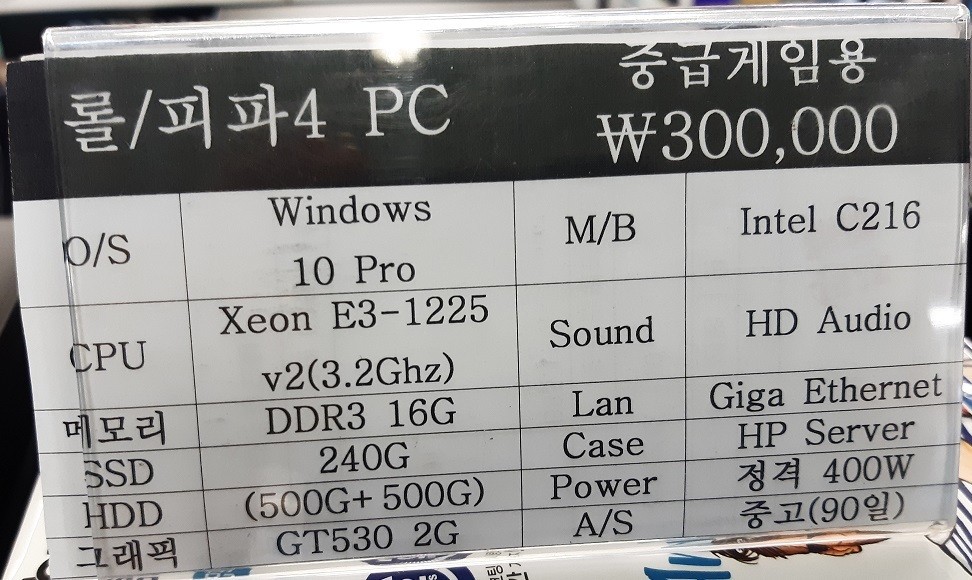 롤/피파4 PC
중급게임용
₩300,000
O/S
Windows
10 Pro
M/B
Intel C216
CPU
Xeon E3-1225
v2(3.2Ghz)
Sound
HD Audio
메모리
DDR3 16G
Lan
Giga Ethernet
SSD
240G
Case
HP Server
HDD
(500G+500G)
Power
정격 400W
그래픽
GT530 2G
A/S
중고(90일)